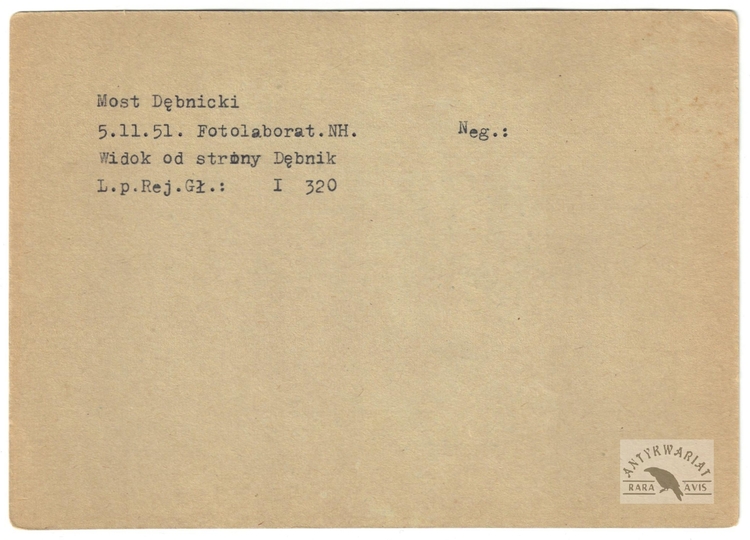 Most Dębnicki
5.11.51. Fotolaborat.NH. Neg.:
Widok od strony Dębnik
L.p.Rej.Gł.: I 320
ANTYKWARIAT
RARA AVIS